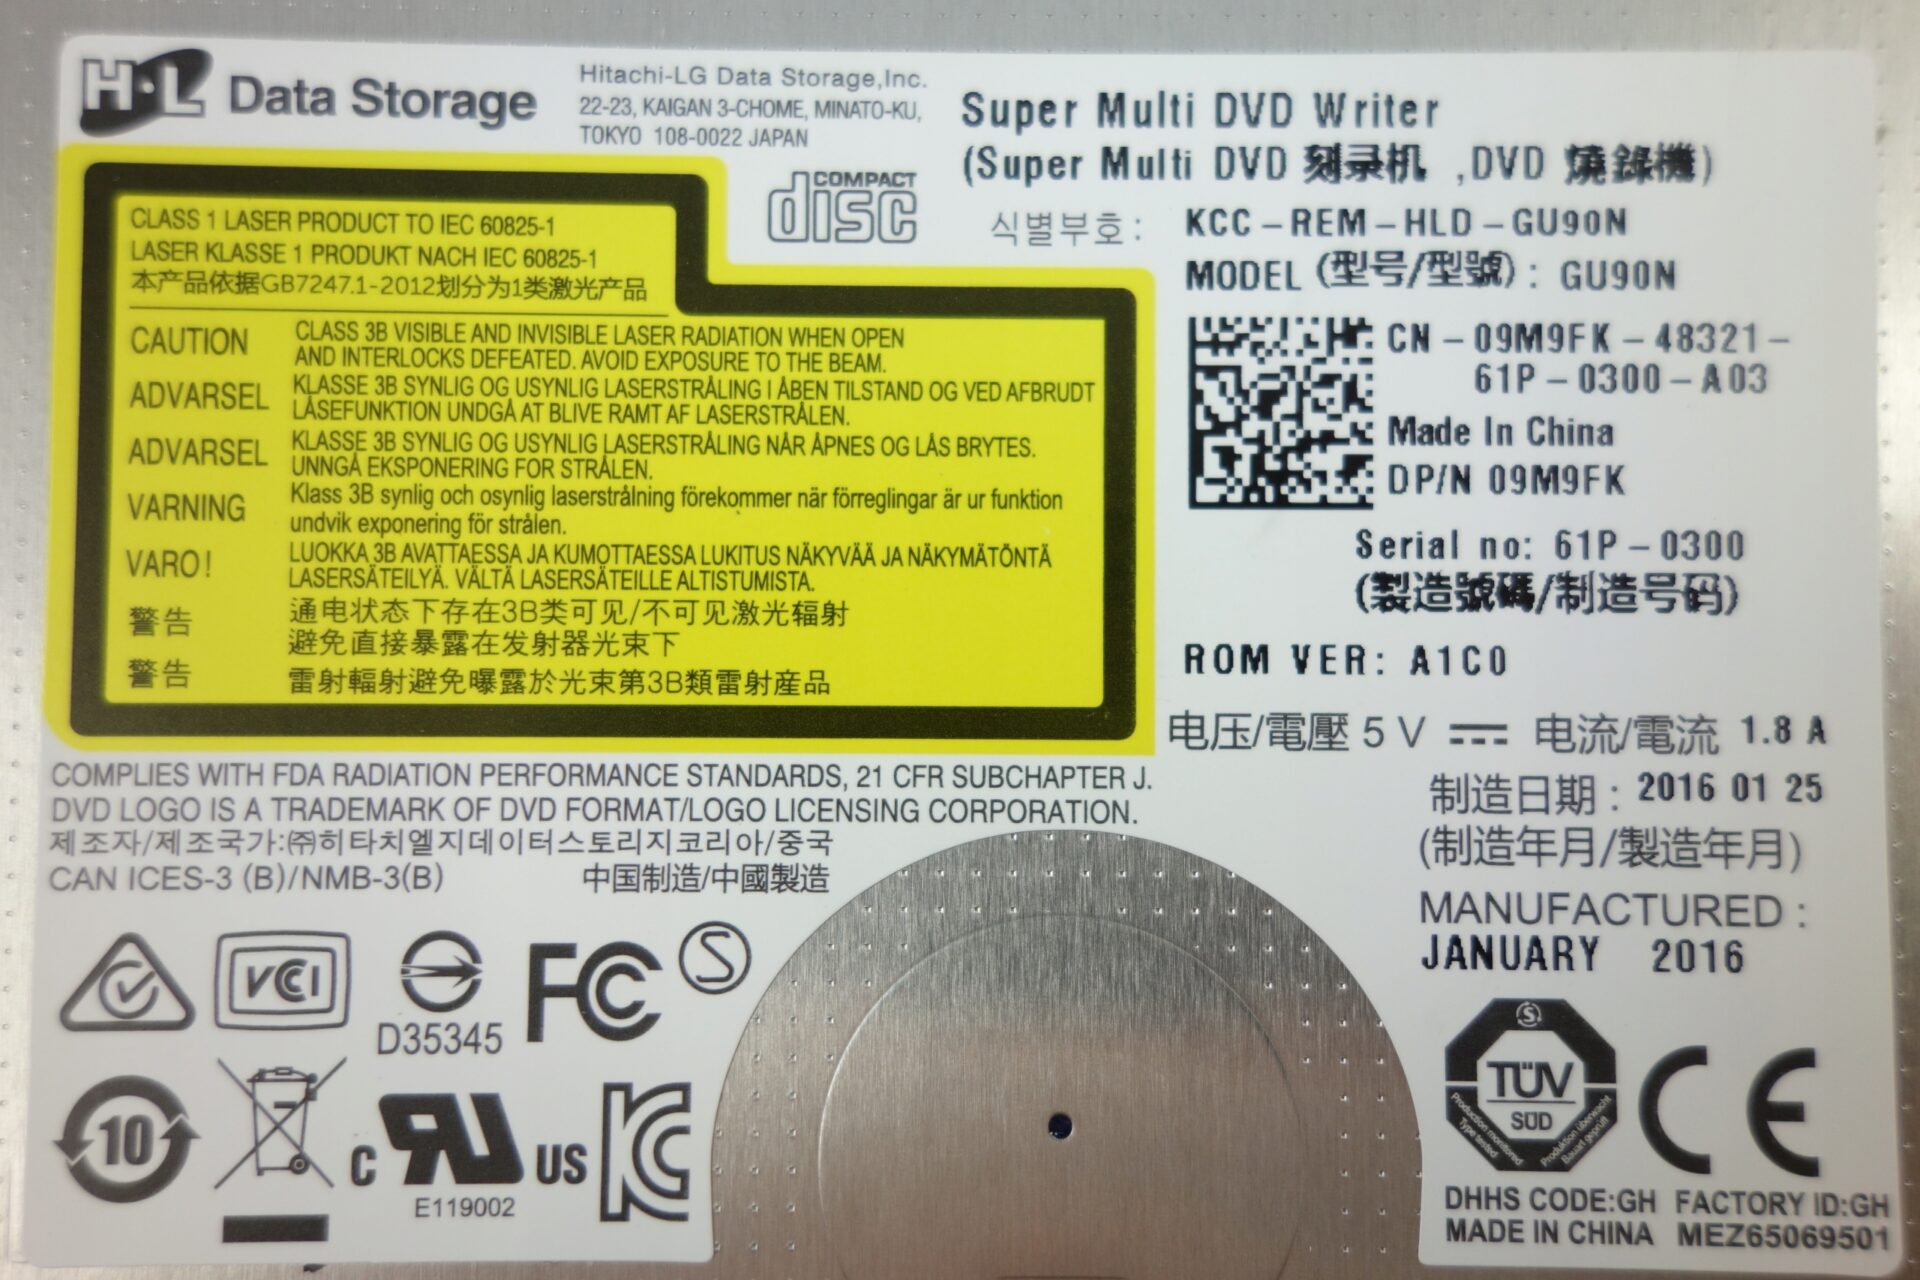 H·L Data Storage
Hitachi-LG Data Storage,Inc.
22-23, KAIGAN 3-CHOME, MINATO-KU,
TOKYO 108-0022 JAPAN
COMPACT
disc
CLASS 1 LASER PRODUCT TO IEC 60825-1
LASER KLASSE 1 PRODUKT NACH IEC 60825-1
本产品依据GB7247.1-2012划分为1类激光产品
CAUTION CLASS 3B VISIBLE AND INVISIBLE LASER RADIATION WHEN OPEN
AND INTERLOCKS DEFEATED. AVOID EXPOSURE TO THE BEAM.
ADVARSEL KLASSE 3B SYNLIG OG USYNLIG LASERSTRÅLING I ÅBEN TILSTAND OG VED AFBRUDT
LÅSEFUNKTION UNDGÅ AT BLIVE RAMT AF LASERSTRÅLEN.
ADVARSEL KLASSE 3B SYNLIG OG USYNLIG LASERSTRÅLING NÅR ÅPNES OG LÅS BRYTES.
UNNGÅ EKSPONERING FOR STRÅLEN.
VARNING Klass 3B synlig och osynlig laserstrålning förekommer när förreglingar är ur funktion
undvik exponering för strålen.
VARO! LUOKKA 3B AVATTAESSA JA KUMOTTAESSA LUKITUS NÄKYVÄÄ JA NÄKYMÄTÖNTÄ
LASERSÄTEILYÄ. VÄLTÄ LASERSÄTEILLE ALTISTUMISTA.
警告 通电状态下存在3B类可见/不可见激光辐射
避免直接暴露在发射器光束下
警告 雷射輻射避免曝露於光束第3B類雷射産品
COMPLIES WITH FDA RADIATION PERFORMANCE STANDARDS, 21 CFR SUBCHAPTER J.
DVD LOGO IS A TRADEMARK OF DVD FORMAT/LOGO LICENSING CORPORATION.
제조자/제조국가:㈜히타치엘지데이터스토리지코리아/중국
CAN ICES-3 (B)/NMB-3(B) 中国制造/中國製造
VCI
D35345
FC
S
10
C RU US
E119002
KC
Super Multi DVD Writer
(Super Multi DVD 刻录机 ,DVD 燒錄機)
식별부호: KCC-REM-HLD-GU90N
MODEL (型号/型號): GU90N
CN-09M9FK-48321-
61P-0300-A03
Made In China
DP/N 09M9FK
Serial no: 61P-0300
(製造號碼/制造号码)
ROM VER: A1C0
电压/電壓 5 V ⎓ 电流/電流 1.8 A
制造日期: 2016 01 25
(制造年月/製造年月)
MANUFACTURED:
JANUARY 2016
TÜV
SÜD
Production monitored
Type tested
Produktion überwacht
Bauart geprüft
CE
DHHS CODE:GH FACTORY ID:GH
MADE IN CHINA MEZ65069501